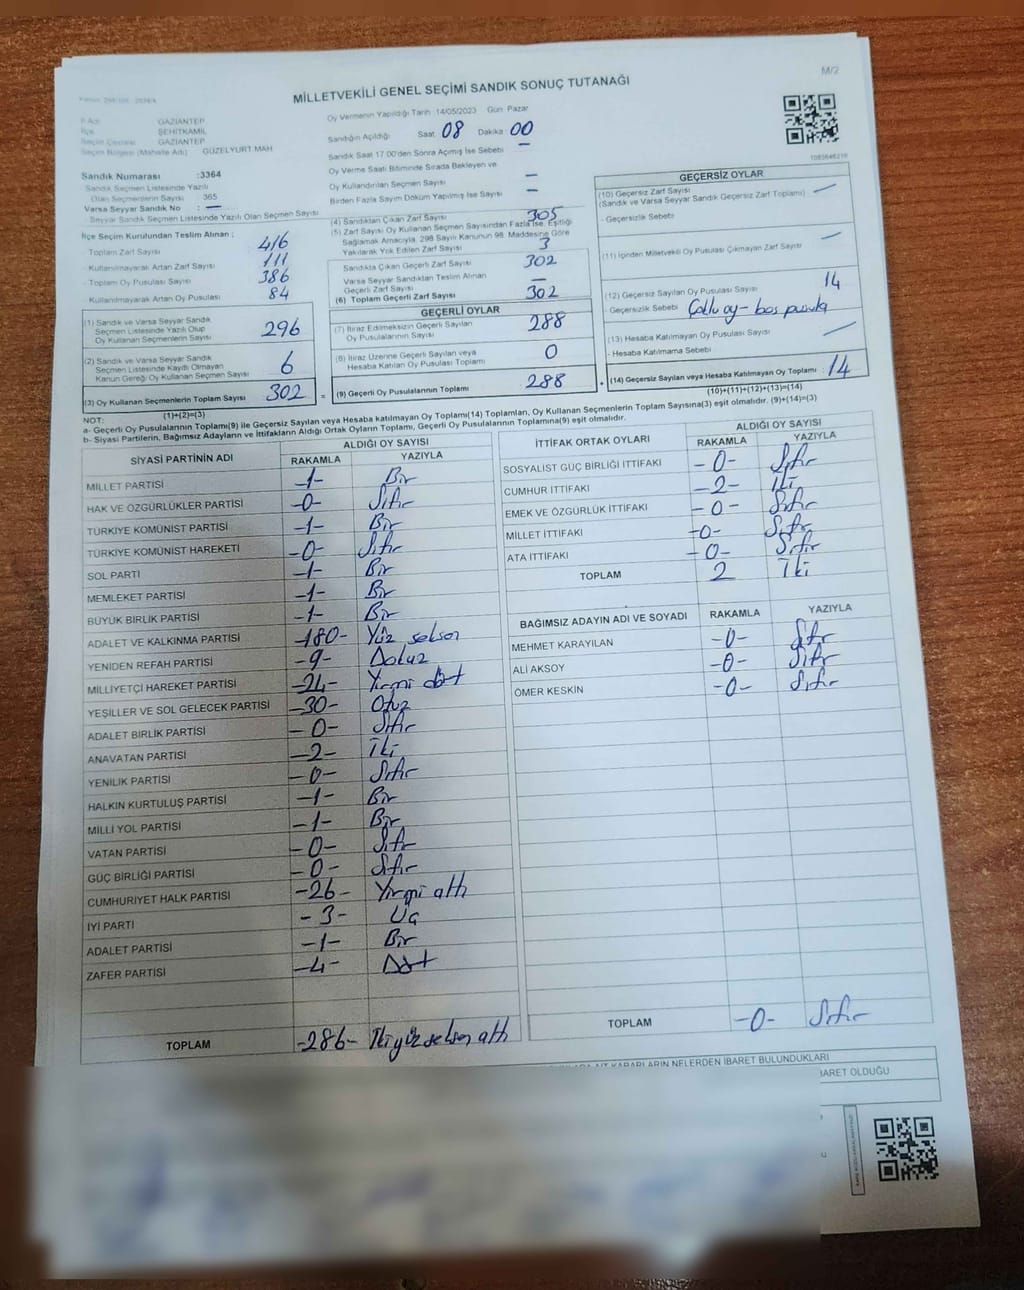 MİLLETVEKİLİ GENEL SEÇİMİ SANDIK SONUÇ TUTANAĞI
M/2
İl Adı GAZİANTEP
İlçe ŞEHİTKAMİL
Seçim Çevresi GAZİANTEP
Seçim Bölgesi (Mahalle Adı) GÜZELYURT MAH
Sandık Numarası :3364
Sandık Seçmen Listesinde Yazılı
Olan Seçmenlerin Sayısı 365
Varsa Seyyar Sandık No : —
Seyyar Sandık Seçmen Listesinde Yazılı Olan Seçmen Sayısı
İlçe Seçim Kurulundan Teslim Alınan ;
- Toplam Zarf Sayısı 416
- Kullanılmayarak Artan Zarf Sayısı 111
- Toplam Oy Pusulası Sayısı 386
- Kullanılmayarak Artan Oy Pusulası 84
(1) Sandık ve Varsa Seyyar Sandık
Seçmen Listesinde Yazılı Olup
Oy Kullanan Seçmenlerin Sayısı 296
(2) Sandık ve Varsa Seyyar Sandık
Seçmen Listesinde Kaydı Olmayan
Kanun Gereği Oy Kullanan Seçmen Sayısı 6
(3) Oy Kullanan Seçmenlerin Toplam Sayısı 302 =
(1)+(2)=(3)
Oy Vermenin Yapıldığı Tarih :14/05/2023 Gün: Pazar
Sandığın Açıldığı Saat 08 Dakika 00
Sandık Saat 17.00'den Sonra Açımış İse Sebebi —
Oy Verme Saati Bitiminde Sırada Bekleyen ve
Oy Kullandırılan Seçmen Sayısı —
Birden Fazla Sayım Döküm Yapılmış İse Sayısı —
(4) Sandıktan Çıkan Zarf Sayısı 305
(5) Zarf Sayısı Oy Kullanan Seçmen Sayısından Fazla İse, Eşitliği
Sağlamak Amacıyla, 298 Sayılı Kanunun 98. Maddesine Göre
Yakılarak Yok Edilen Zarf Sayısı 3
Sandıkta Çıkan Geçerli Zarf Sayısı 302
Varsa Seyyar Sandıktan Teslim Alınan
Geçerli Zarf Sayısı —
(6) Toplam Geçerli Zarf Sayısı 302
GEÇERLİ OYLAR
(7) İtiraz Edilmeksizin Geçerli Sayılan
Oy Pusulalarının Sayısı 288
(8) İtiraz Üzerine Geçerli Sayılan veya
Hesaba Katılan Oy Pusulası Toplamı 0
(9) Geçerli Oy Pusulalarının Toplamı 288 +
1083646210
GEÇERSİZ OYLAR
(10) Geçersiz Zarf Sayısı —
(Sandık ve Varsa Seyyar Sandık Geçersiz Zarf Toplamı)
- Geçersizlik Sebebi
(11) İçinden Milletvekili Oy Pusulası Çıkmayan Zarf Sayısı —
(12) Geçersiz Sayılan Oy Pusulası Sayısı 14
- Geçersizlik Sebebi Çoklu oy - boş pusula
(13) Hesaba Katılmayan Oy Pusulası Sayısı —
- Hesaba Katılmama Sebebi
(14) Geçersiz Sayılan veya Hesaba Katılmayan Oy Toplamı : 14
(10)+(11)+(12)+(13)=(14)
NOT:
a- Geçerli Oy Pusulalarının Toplamı(9) ile Geçersiz Sayılan veya Hesaba katılmayan Oy Toplamı(14) Toplamları, Oy Kullanan Seçmenlerin Toplam Sayısına(3) eşit olmalıdır. (9)+(14)=(3)
b- Siyasi Partilerin, Bağımsız Adayların ve İttifakların Aldığı Ortak Oyların Toplamı, Geçerli Oy Pusulalarının Toplamına(9) eşit olmalıdır.
SİYASİ PARTİNİN ADI ALDIĞI OY SAYISI
RAKAMLA YAZIYLA
MİLLET PARTİSİ -1- Bir
HAK VE ÖZGÜRLÜKLER PARTİSİ -0- Sıfır
TÜRKİYE KOMÜNİST PARTİSİ -1- Bir
TÜRKİYE KOMÜNİST HAREKETİ -0- Sıfır
SOL PARTİ -1- Bir
MEMLEKET PARTİSİ -1- Bir
BÜYÜK BİRLİK PARTİSİ -1- Bir
ADALET VE KALKINMA PARTİSİ -180- Yüz seksen
YENİDEN REFAH PARTİSİ -9- Dokuz
MİLLİYETÇİ HAREKET PARTİSİ -24- Yirmi dört
YEŞİLLER VE SOL GELECEK PARTİSİ -30- Otuz
ADALET BİRLİK PARTİSİ -0- Sıfır
ANAVATAN PARTİSİ -2- İki
YENİLİK PARTİSİ -0- Sıfır
HALKIN KURTULUŞ PARTİSİ -1- Bir
MİLLİ YOL PARTİSİ -1- Bir
VATAN PARTİSİ -0- Sıfır
GÜÇ BİRLİĞİ PARTİSİ -0- Sıfır
CUMHURİYET HALK PARTİSİ -26- Yirmi altı
İYİ PARTİ -3- Üç
ADALET PARTİSİ -1- Bir
ZAFER PARTİSİ -4- Dört
TOPLAM -286- İkiyüz seksen altı
İTTİFAK ORTAK OYLARI ALDIĞI OY SAYISI
RAKAMLA YAZIYLA
SOSYALİST GÜÇ BİRLİĞİ İTTİFAKI -0- Sıfır
CUMHUR İTTİFAKI -2- İki
EMEK VE ÖZGÜRLÜK İTTİFAKI -0- Sıfır
MİLLET İTTİFAKI -0- Sıfır
ATA İTTİFAKI -0- Sıfır
TOPLAM 2 İki
BAĞIMSIZ ADAYIN ADI VE SOYADI RAKAMLA YAZIYLA
MEHMET KARAYILAN -0- Sıfır
ALİ AKSOY -0- Sıfır
ÖMER KESKİN -0- Sıfır
TOPLAM -0- Sıfır
KARARLARIN NELERDEN İBARET BULUNDUKLARI
OLDUĞU